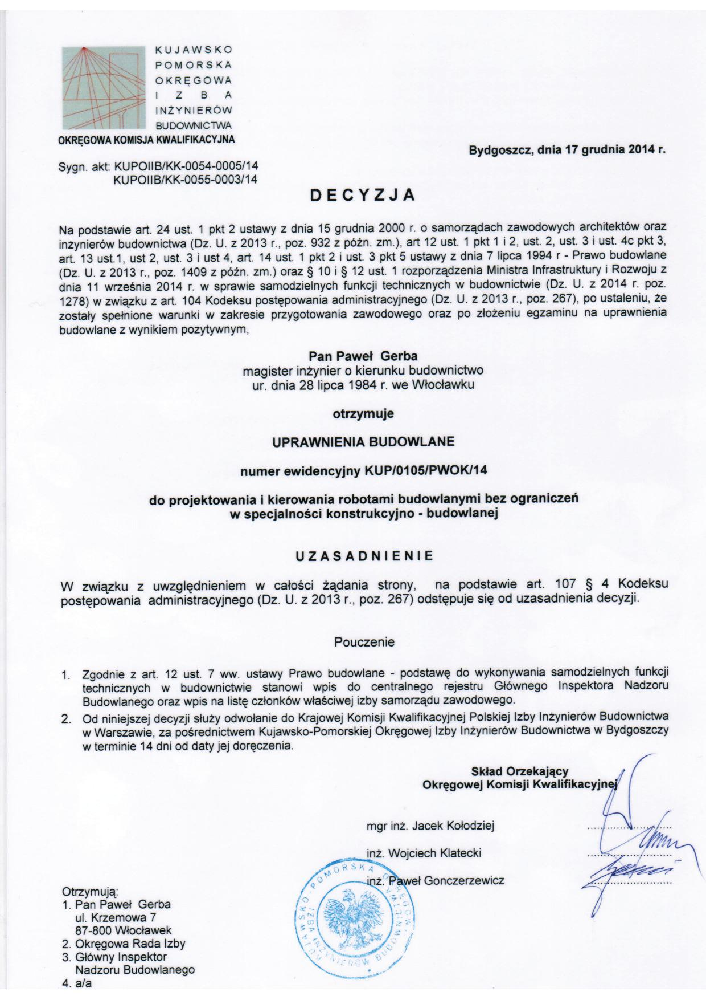 KUJAWSKO
POMORSKA
OKRĘGOWA
IZBA
INŻYNIERÓW
BUDOWNICTWA
OKRĘGOWA KOMISJA KWALIFIKACYJNA
Bydgoszcz, dnia 17 grudnia 2014 r.
Sygn. akt: KUPOIIB/KK-0054-0005/14
KUPOIIB/KK-0055-0003/14
DECYZJA
Na podstawie art. 24 ust. 1 pkt 2 ustawy z dnia 15 grudnia 2000 r. o samorządach zawodowych architektów oraz
inżynierów budownictwa (Dz. U. z 2013 r., poz. 932 z późn. zm.), art 12 ust. 1 pkt 1 i 2, ust. 2, ust. 3 i ust. 4c pkt 3,
art. 13 ust.1, ust 2, ust. 3 i ust 4, art. 14 ust. 1 pkt 2 i ust. 3 pkt 5 ustawy z dnia 7 lipca 1994 r - Prawo budowlane
(Dz. U. z 2013 r., poz. 1409 z późn. zm.) oraz § 10 i § 12 ust. 1 rozporządzenia Ministra Infrastruktury i Rozwoju z
dnia 11 września 2014 r. w sprawie samodzielnych funkcji technicznych w budownictwie (Dz. U. z 2014 r. poz.
1278) w związku z art. 104 Kodeksu postępowania administracyjnego (Dz. U. z 2013 r., poz. 267), po ustaleniu, że
zostały spełnione warunki w zakresie przygotowania zawodowego oraz po złożeniu egzaminu na uprawnienia
budowlane z wynikiem pozytywnym,
Pan Paweł Gerba
magister inżynier o kierunku budownictwo
ur. dnia 28 lipca 1984 r. we Włocławku
otrzymuje
UPRAWNIENIA BUDOWLANE
numer ewidencyjny KUP/0105/PWOK/14
do projektowania i kierowania robotami budowlanymi bez ograniczeń
w specjalności konstrukcyjno - budowlanej
UZASADNIENIE
W związku z uwzględnieniem w całości żądania strony, na podstawie art. 107 § 4 Kodeksu
postępowania administracyjnego (Dz. U. z 2013 r., poz. 267) odstępuje się od uzasadnienia decyzji.
Pouczenie
1. Zgodnie z art. 12 ust. 7 ww. ustawy Prawo budowlane - podstawę do wykonywania samodzielnych funkcji
technicznych w budownictwie stanowi wpis do centralnego rejestru Głównego Inspektora Nadzoru
Budowlanego oraz wpis na listę członków właściwej izby samorządu zawodowego.
2. Od niniejszej decyzji służy odwołanie do Krajowej Komisji Kwalifikacyjnej Polskiej Izby Inżynierów Budownictwa
w Warszawie, za pośrednictwem Kujawsko-Pomorskiej Okręgowej Izby Inżynierów Budownictwa w Bydgoszczy
w terminie 14 dni od daty jej doręczenia.
Skład Orzekający
Okręgowej Komisji Kwalifikacyjnej
mgr inż. Jacek Kołodziej
inż. Wojciech Klatecki
inż. Paweł Gonczerzewicz
KUJAWSKO-POMORSKA OKRĘGOWA
IZBA INŻYNIERÓW BUDOWNICTWA
Otrzymują:
1. Pan Paweł Gerba
ul. Krzemowa 7
87-800 Włocławek
2. Okręgowa Rada Izby
3. Główny Inspektor
Nadzoru Budowlanego
4. a/a